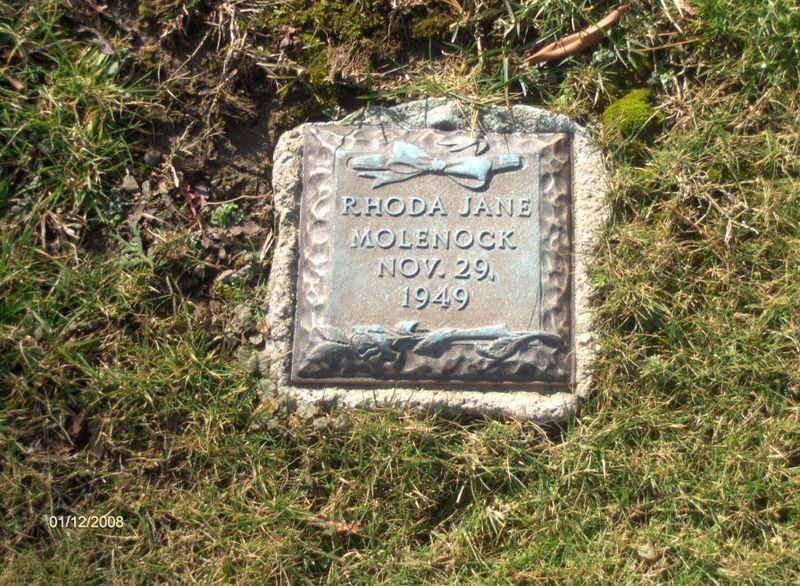 RHODA JANE
MOLENOCK
NOV. 29,
1949
01/12/2008